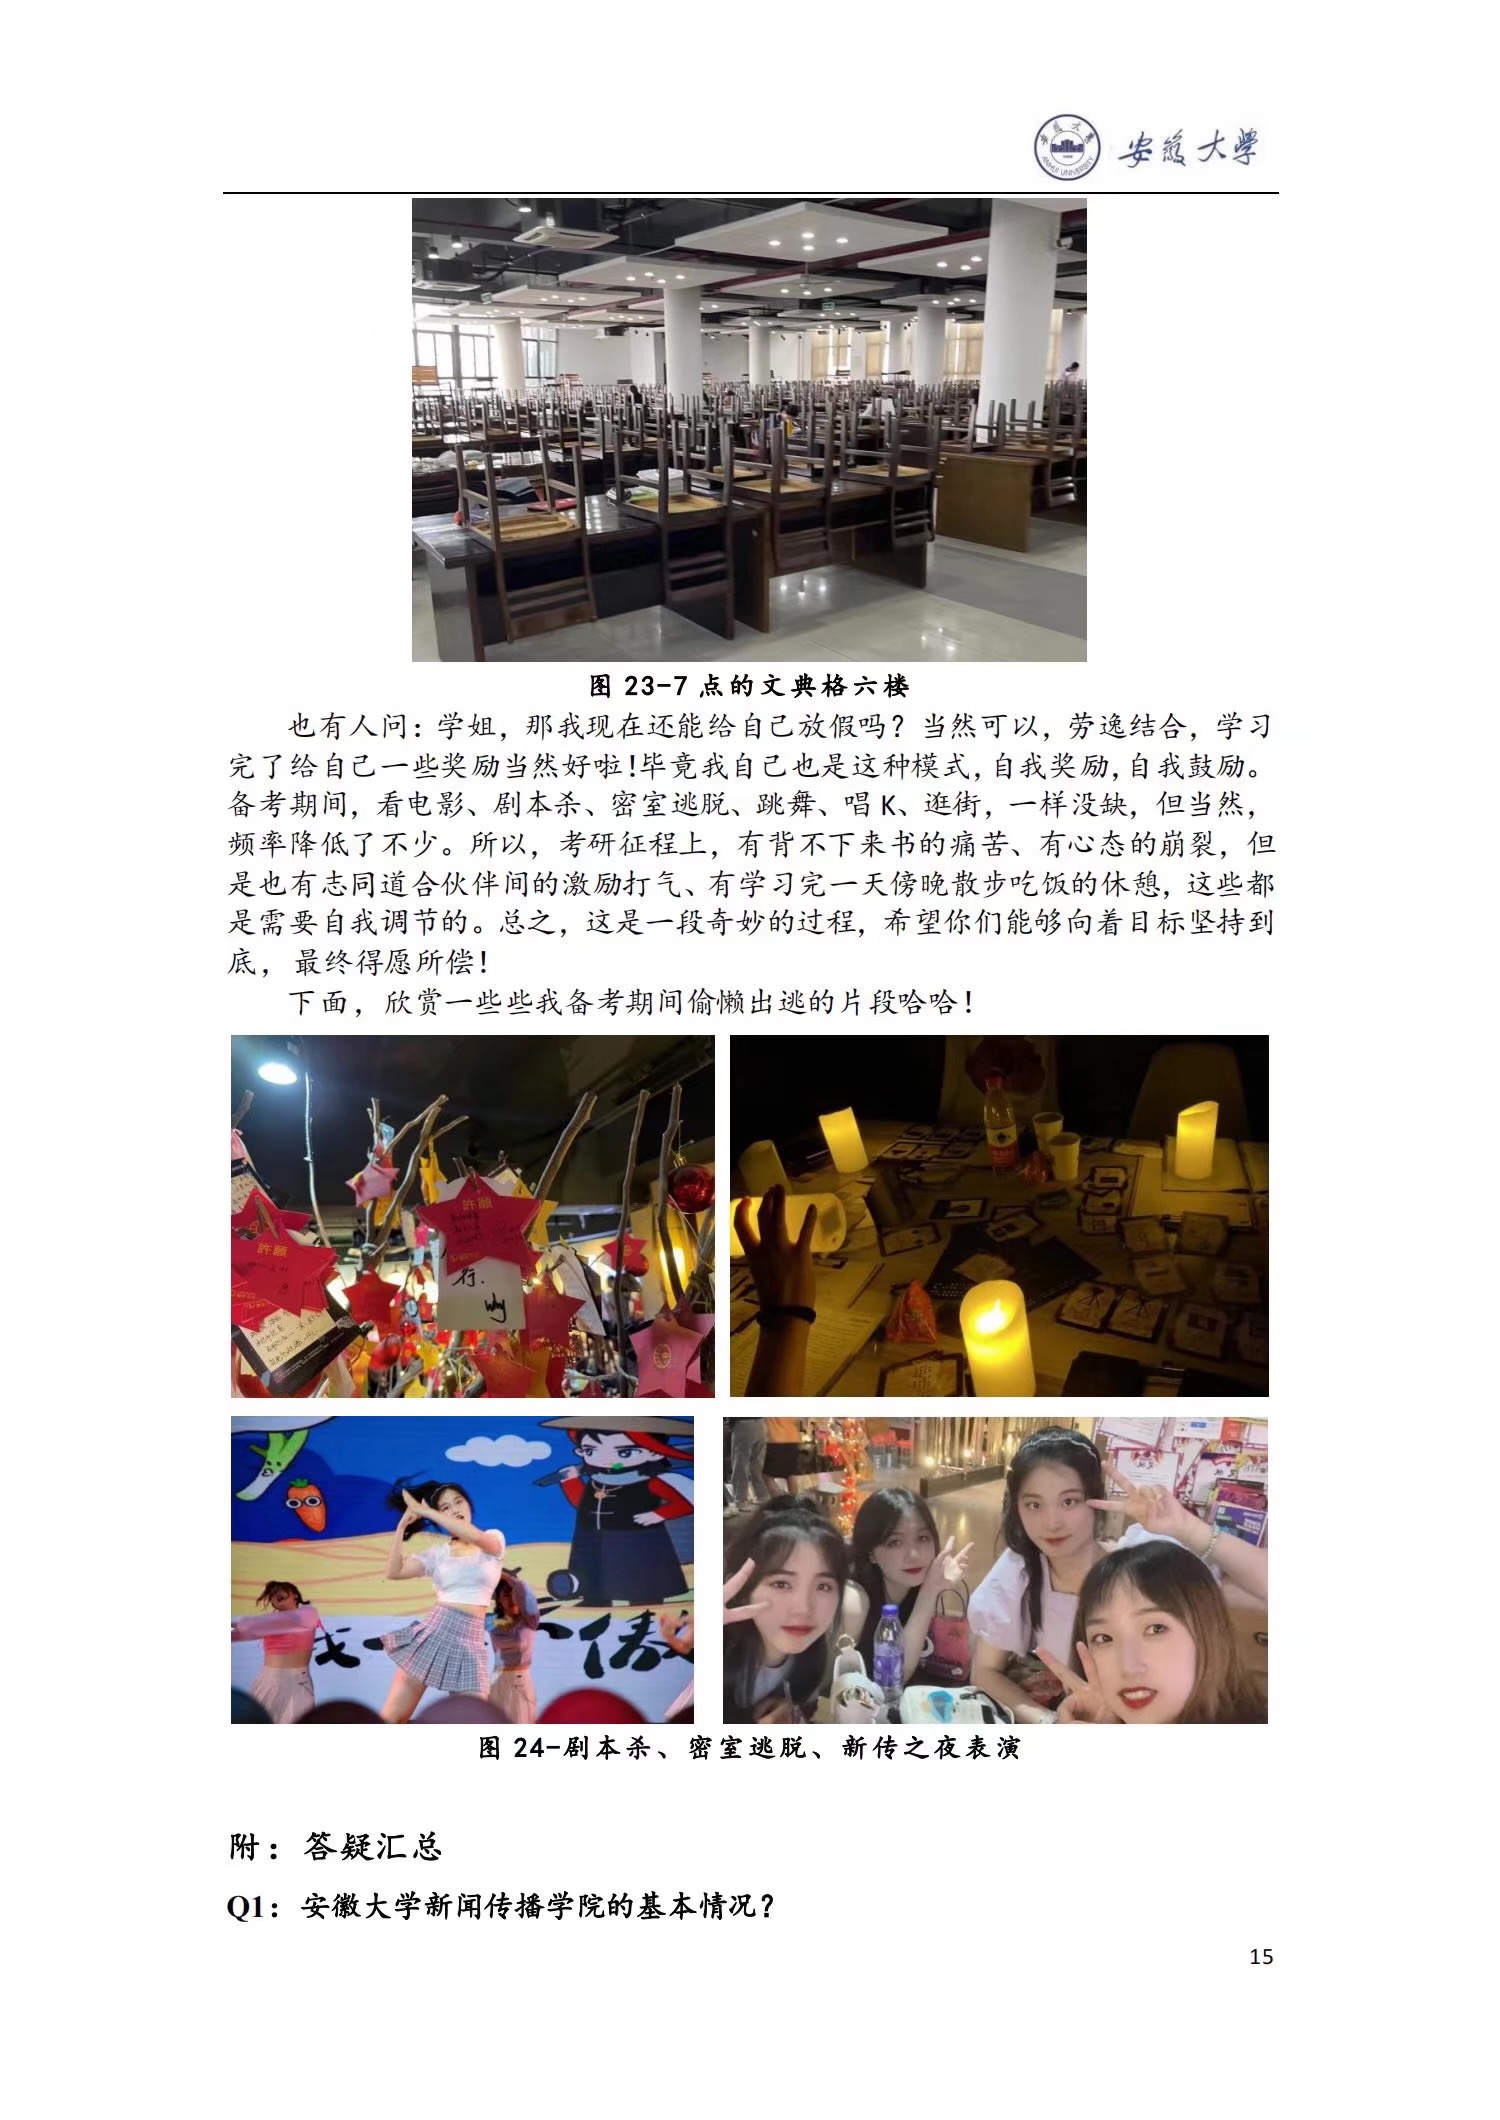 安徽大学
ANHUI UNIVERSITY
安徽大學
图 23-7 点的文典格六楼
也有人问：学姐，那我现在还能给自己放假吗？当然可以，劳逸结合，学习
完了给自己一些奖励当然好啦！毕竟我自己也是这种模式，自我奖励，自我鼓励。
备考期间，看电影、剧本杀、密室逃脱、跳舞、唱 K、逛街，一样没缺，但当然，
频率降低了不少。所以，考研征程上，有背不下来书的痛苦、有心态的崩裂，但
是也有志同道合伙伴间的激励打气、有学习完一天傍晚散步吃饭的休憩，这些都
是需要自我调节的。总之，这是一段奇妙的过程，希望你们能够向着目标坚持到
底，最终得愿所偿！
下面，欣赏一些些我备考期间偷懒出逃的片段哈哈！
許願
許願
行.
why
图 24-剧本杀、密室逃脱、新传之夜表演
附：答疑汇总
Q1：安徽大学新闻传播学院的基本情况？
15